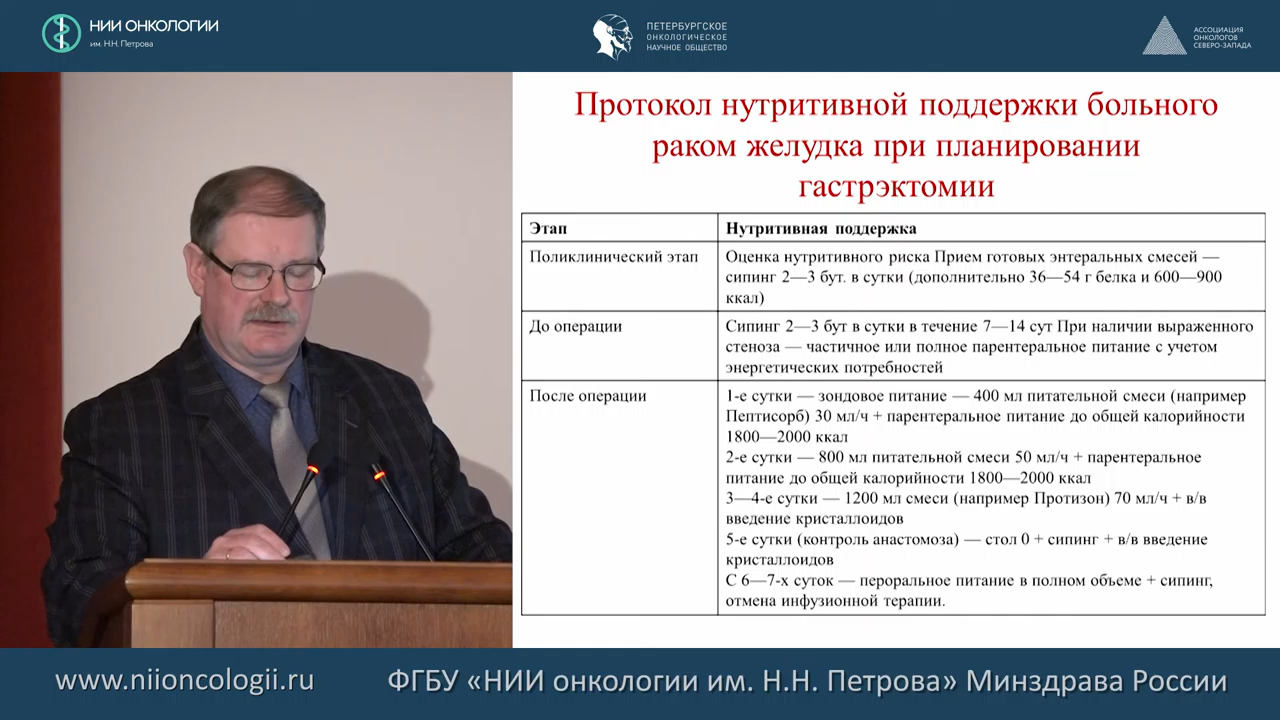 НИИ ОНКОЛОГИИ
им. Н.Н. Петрова
ПЕТЕРБУРГСКОЕ
ОНКОЛОГИЧЕСКОЕ
НАУЧНОЕ ОБЩЕСТВО
АССОЦИАЦИЯ
ОНКОЛОГОВ
СЕВЕРО-ЗАПАДА
Протокол нутритивной поддержки больного
раком желудка при планировании
гастрэктомии
Этап
Нутритивная поддержка
Поликлинический этап
Оценка нутритивного риска Прием готовых энтеральных смесей —
сипинг 2—3 бут. в сутки (дополнительно 36—54 г белка и 600—900
ккал)
До операции
Сипинг 2—3 бут в сутки в течение 7—14 сут При наличии выраженного
стеноза — частичное или полное парентеральное питание с учетом
энергетических потребностей
После операции
1-е сутки — зондовое питание — 400 мл питательной смеси (например
Пептисорб) 30 мл/ч + парентеральное питание до общей калорийности
1800—2000 ккал
2-е сутки — 800 мл питательной смеси 50 мл/ч + парентеральное
питание до общей калорийности 1800—2000 ккал
3—4-е сутки — 1200 мл смеси (например Протизон) 70 мл/ч + в/в
введение кристаллоидов
5-е сутки (контроль анастомоза) — стол 0 + сипинг + в/в введение
кристаллоидов
С 6—7-х суток — пероральное питание в полном объеме + сипинг,
отмена инфузионной терапии.
www.niioncologii.ru
ФГБУ «НИИ онкологии им. Н.Н. Петрова» Минздрава России